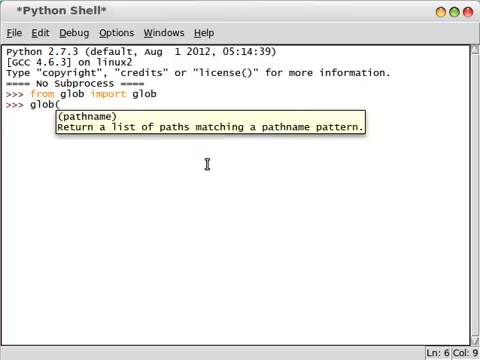 *Python Shell*
File Edit Debug Options Windows Help
Python 2.7.3 (default, Aug  1 2012, 05:14:39)
[GCC 4.6.3] on linux2
Type "copyright", "credits" or "license()" for more information.
==== No Subprocess ====
>>> from glob import glob
>>> glob(
(pathname)
Return a list of paths matching a pathname pattern.
Ln: 6 Col: 9